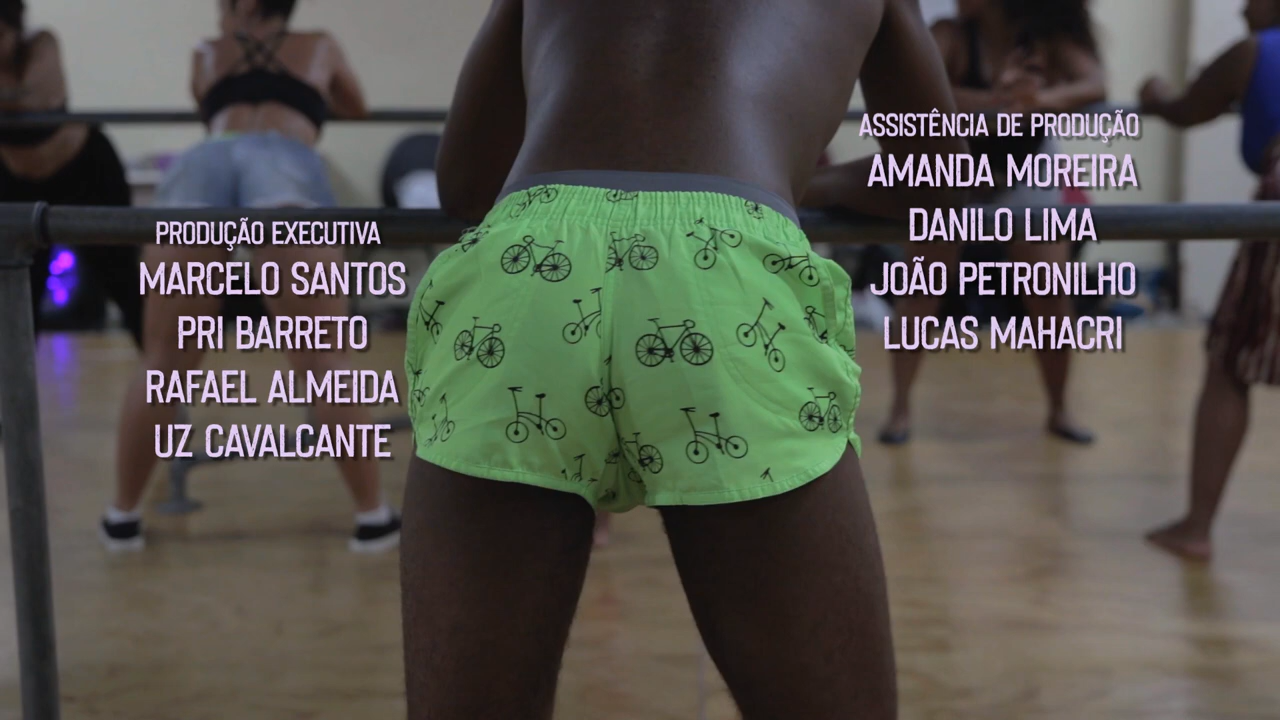 PRODUÇÃO EXECUTIVA
MARCELO SANTOS
PRI BARRETO
RAFAEL ALMEIDA
UZ CAVALCANTE
ASSISTÊNCIA DE PRODUÇÃO
AMANDA MOREIRA
DANILO LIMA
JOÃO PETRONILHO
LUCAS MAHACRI